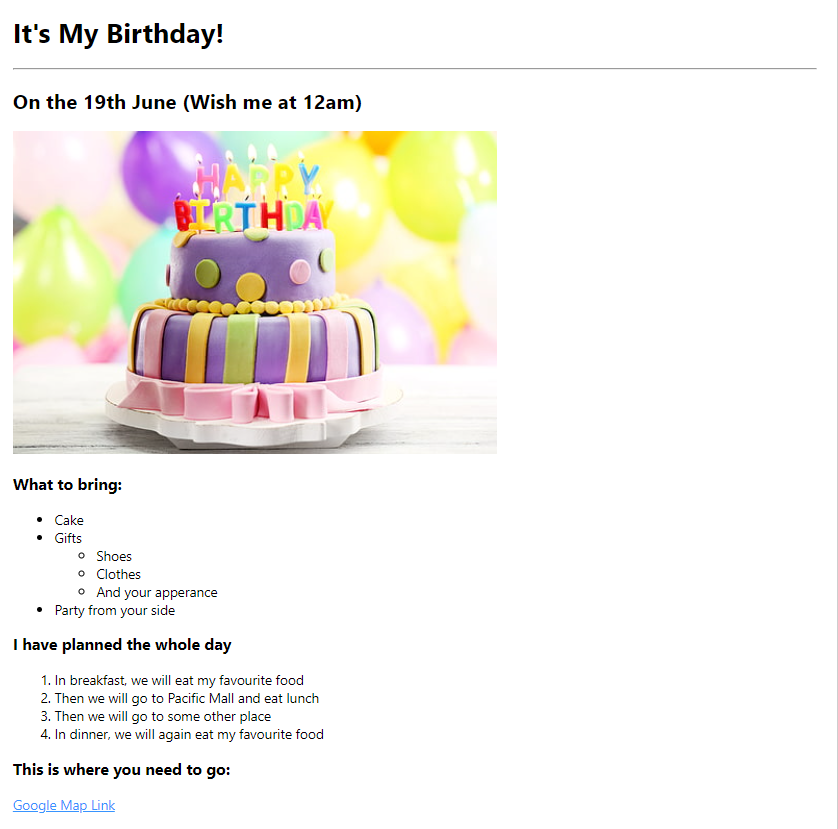 It's My Birthday!
On the 19th June (Wish me at 12am)
HAPPY
BIRTHDAY
What to bring:
Cake
Gifts
Shoes
Clothes
And your apperance
Party from your side
I have planned the whole day
1. In breakfast, we will eat my favourite food
2. Then we will go to Pacific Mall and eat lunch
3. Then we will go to some other place
4. In dinner, we will again eat my favourite food
This is where you need to go:
Google Map Link